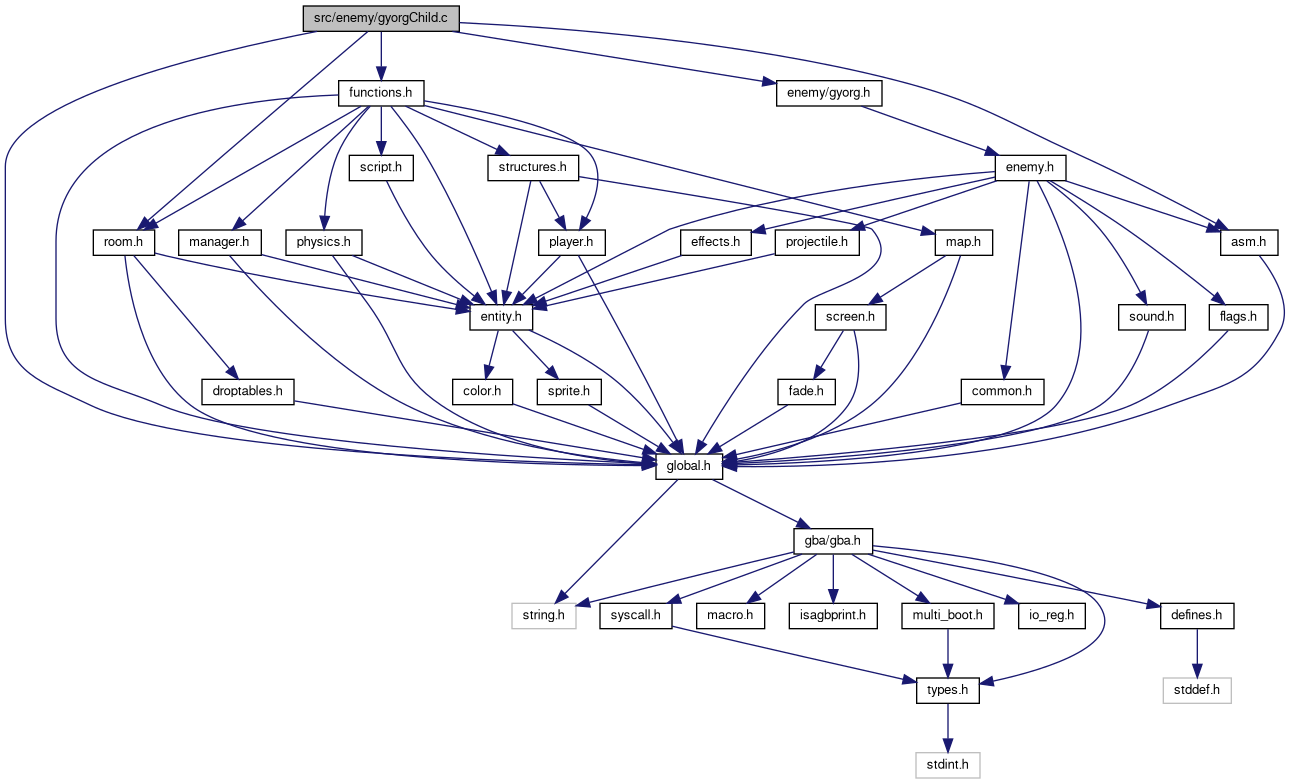 src/enemy/gyorgChild.c
functions.h
enemy/gyorg.h
script.h
structures.h
enemy.h
room.h
manager.h
physics.h
player.h
effects.h
projectile.h
map.h
asm.h
entity.h
screen.h
sound.h
flags.h
droptables.h
color.h
sprite.h
fade.h
common.h
global.h
gba/gba.h
string.h
syscall.h
macro.h
isagbprint.h
multi_boot.h
io_reg.h
defines.h
types.h
stddef.h
stdint.h